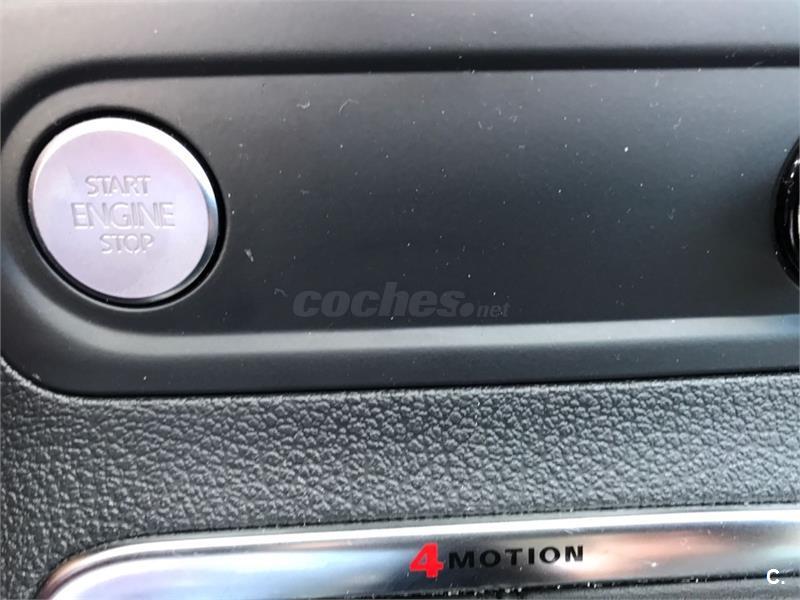 START
ENGINE
STOP
coches.net
4MOTION
C.